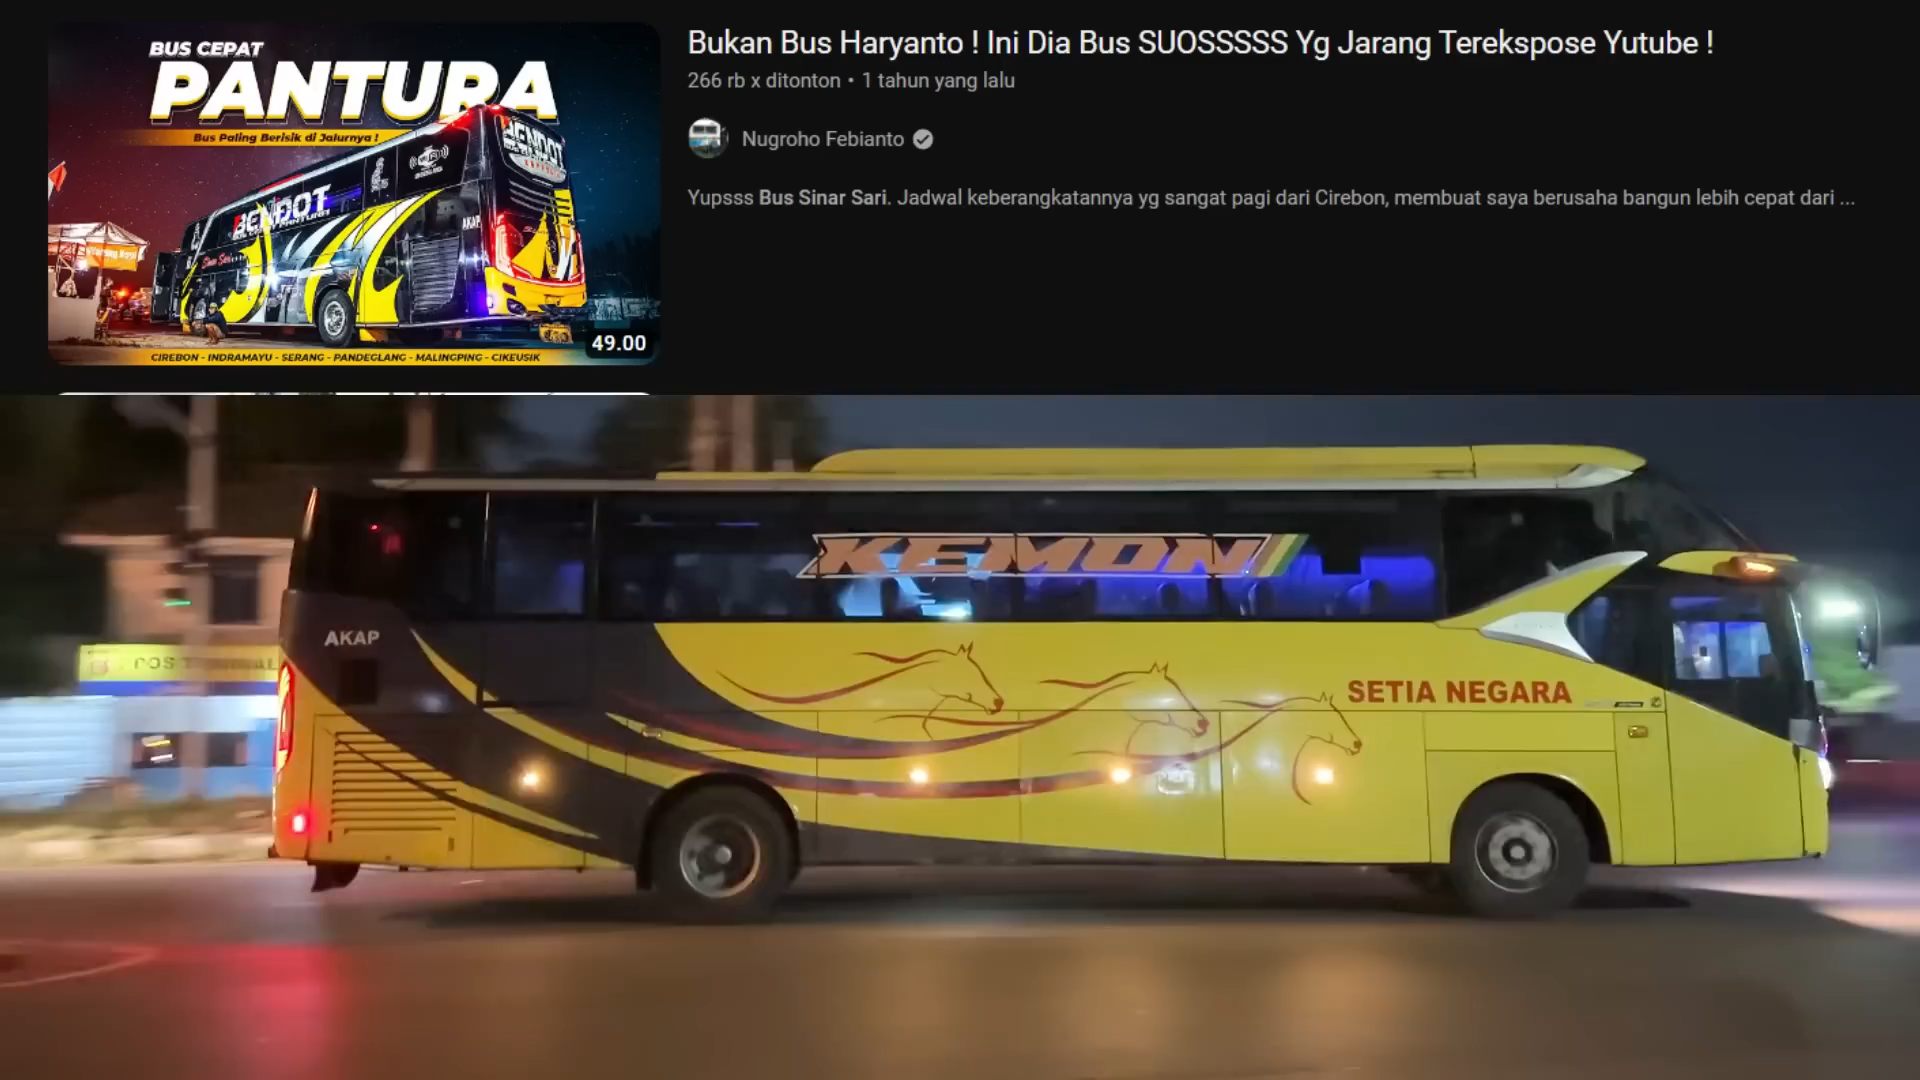 BUS CEPAT
PANTURA
Bus Paling Berisik di Jalurnya !
BENDOT
BENDOT
AKAP
49.00
CIREBON - INDRAMAYU - SERANG - PANDEGLANG - MALINGPING - CIKEUSIK
Bukan Bus Haryanto ! Ini Dia Bus SUOSSSSS Yg Jarang Terekspose Yutube !
266 rb x ditonton • 1 tahun yang lalu
Nugroho Febianto
Yupsss Bus Sinar Sari. Jadwal keberangkatannya yg sangat pagi dari Cirebon, membuat saya berusaha bangun lebih cepat dari ...
KEMON
AKAP
SETIA NEGARA